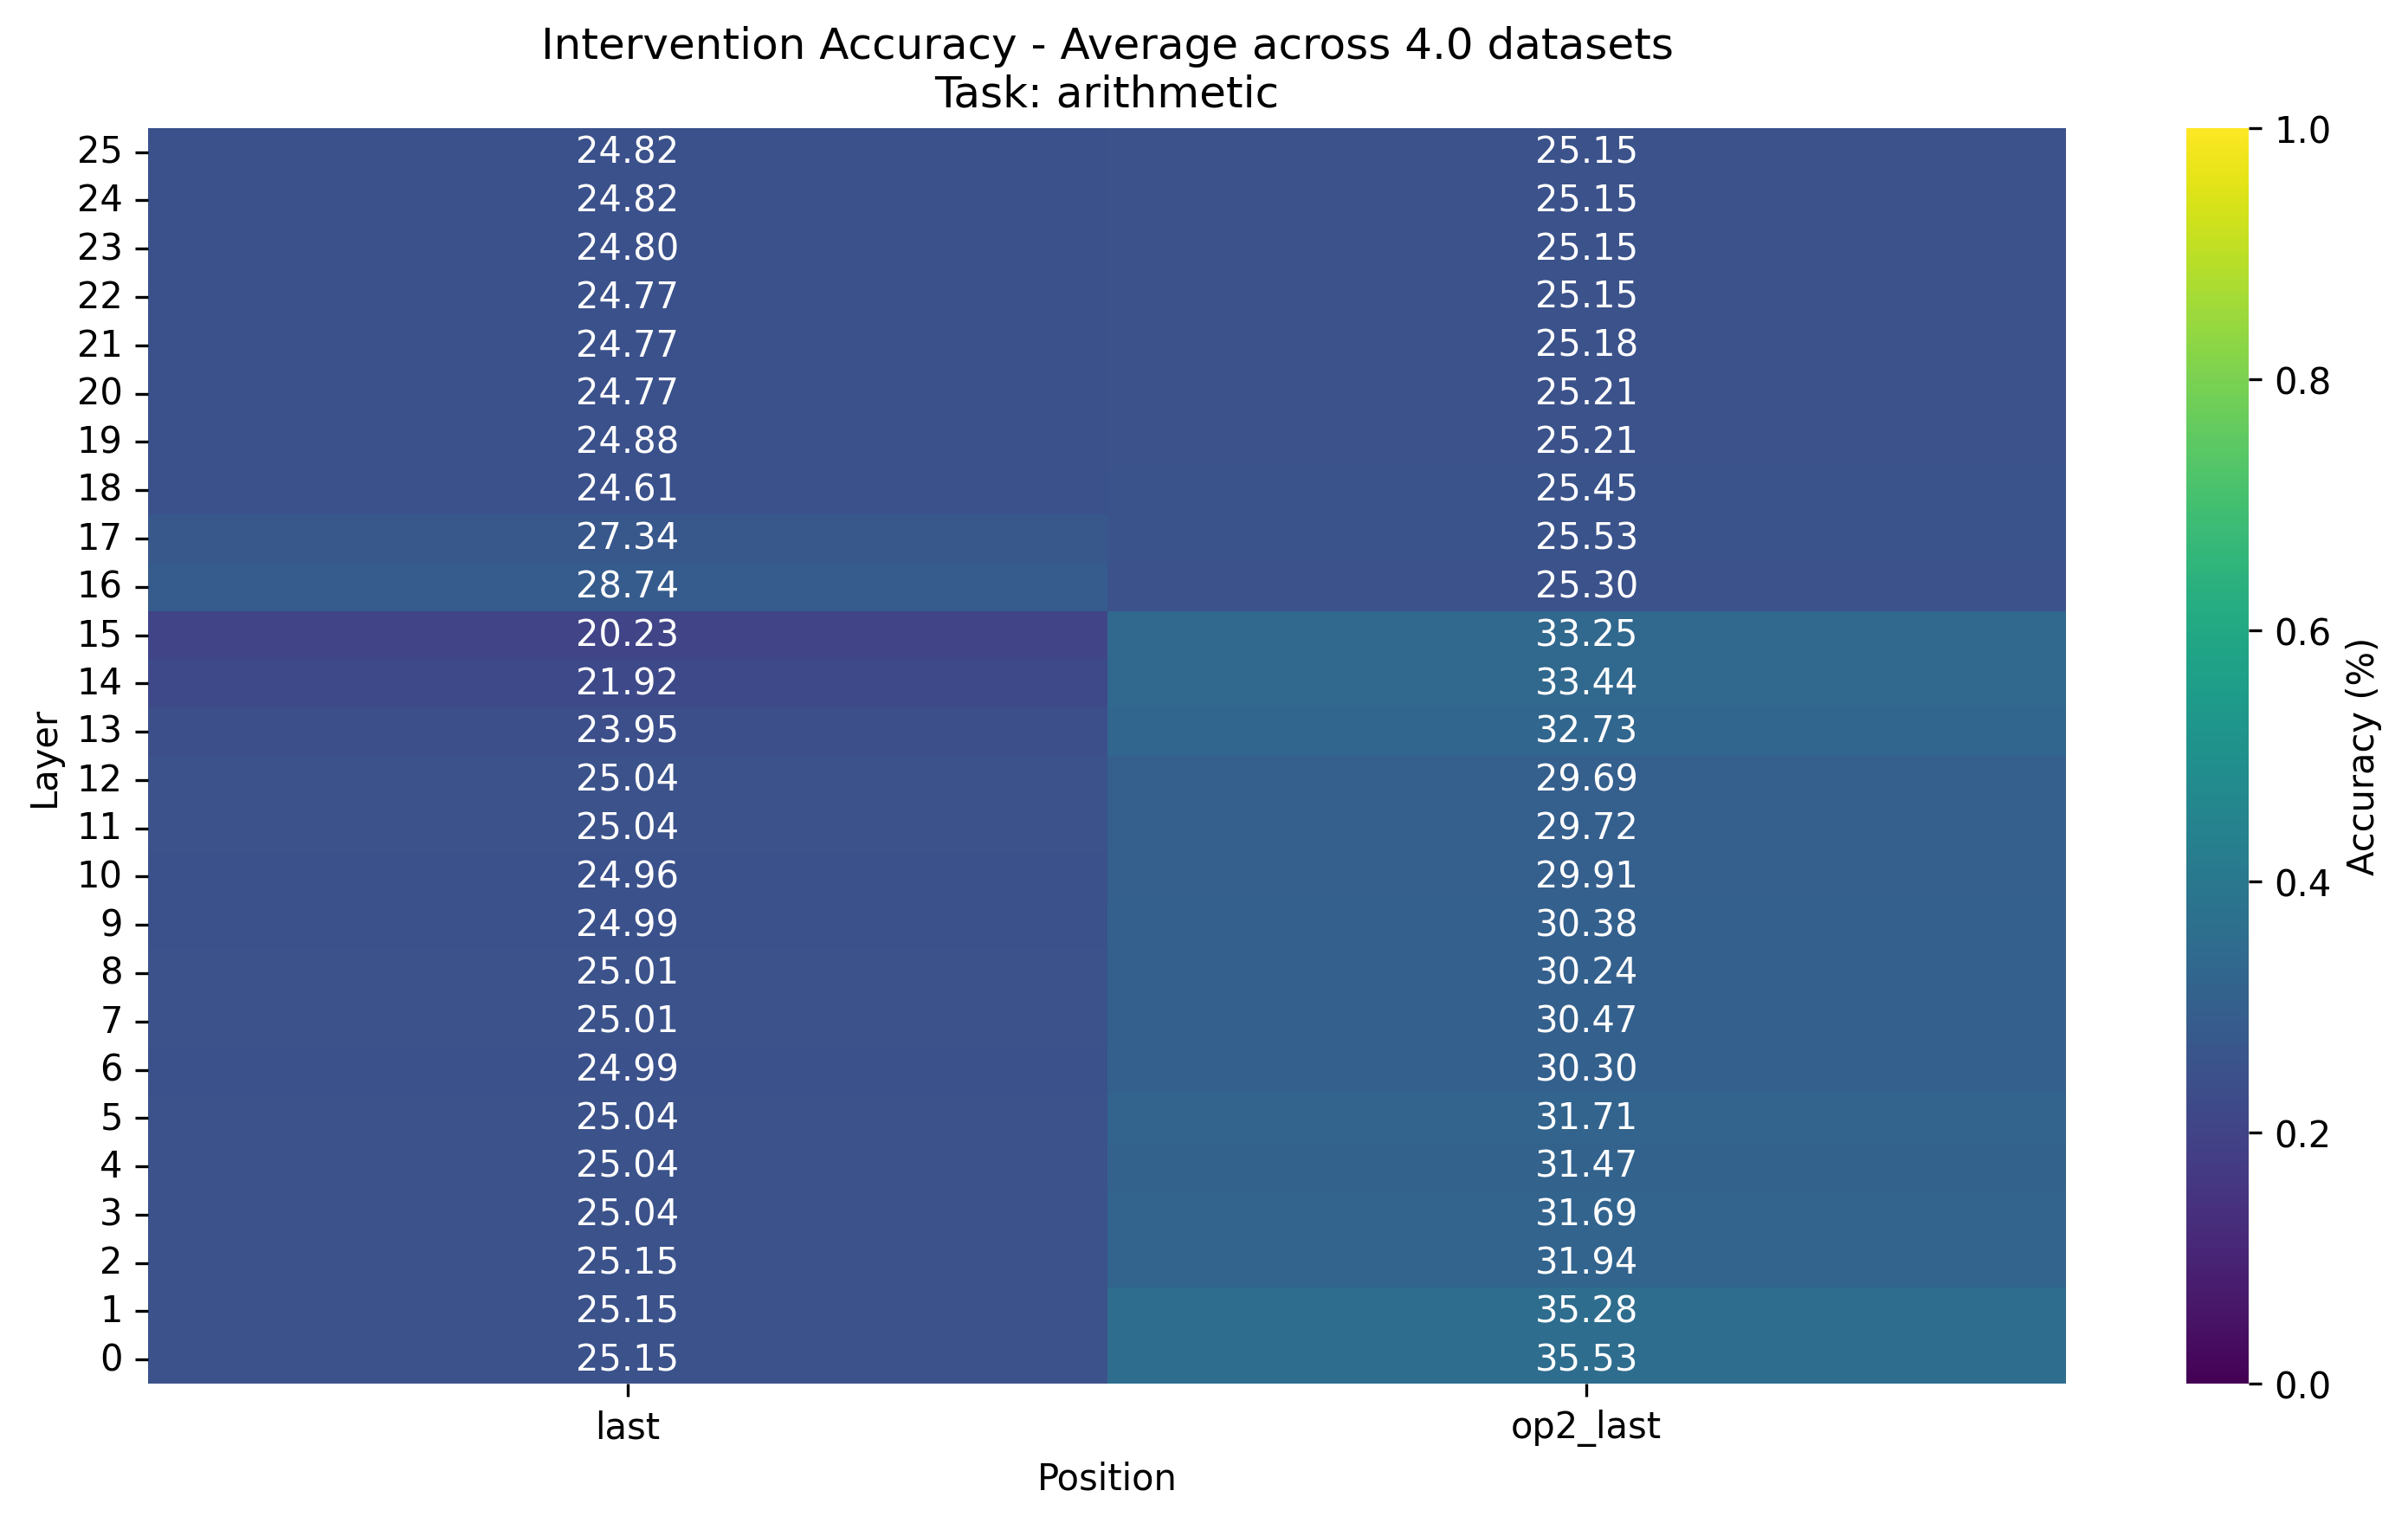 Intervention Accuracy - Average across 4.0 datasets
Task: arithmetic
25 24.82 25.15
24 24.82 25.15
23 24.80 25.15
22 24.77 25.15
21 24.77 25.18
20 24.77 25.21
19 24.88 25.21
18 24.61 25.45
17 27.34 25.53
16 28.74 25.30
15 20.23 33.25
14 21.92 33.44
13 23.95 32.73
12 25.04 29.69
11 25.04 29.72
10 24.96 29.91
9 24.99 30.38
8 25.01 30.24
7 25.01 30.47
6 24.99 30.30
5 25.04 31.71
4 25.04 31.47
3 25.04 31.69
2 25.15 31.94
1 25.15 35.28
0 25.15 35.53
last op2_last
Position
Layer
1.0
0.8
0.6
0.4
0.2
0.0
Accuracy (%)